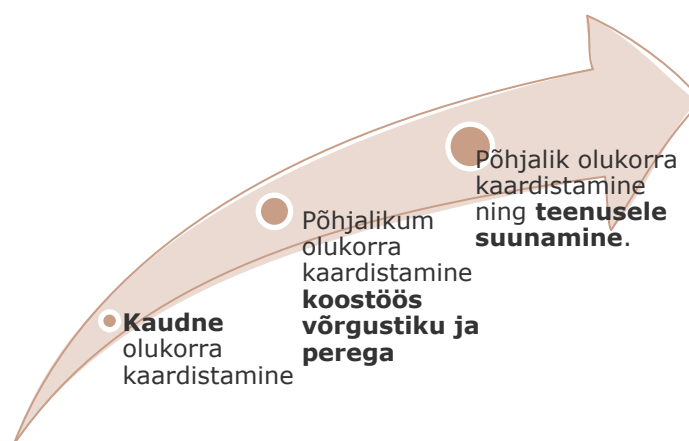 Kaudne
olukorra
kaardistamine
Põhjalikum
olukorra
kaardistamine
koostöös
võrgustiku ja
perega
Põhjalik olukorra
kaardistamine
ning teenusele
suunamine.